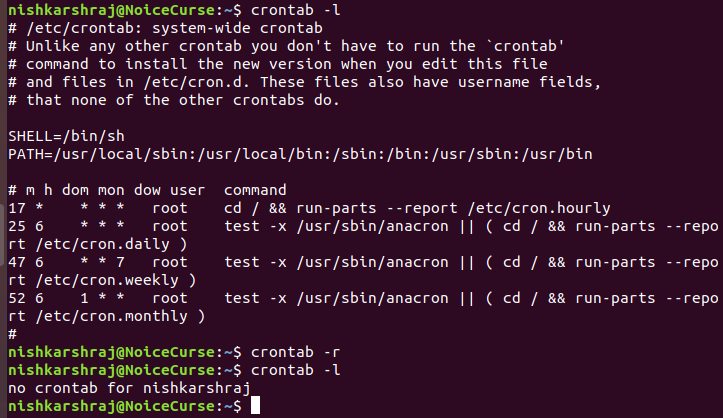 nishkarshraj@NoiceCurse:~$ crontab -l
# /etc/crontab: system-wide crontab
# Unlike any other crontab you don't have to run the `crontab'
# command to install the new version when you edit this file
# and files in /etc/cron.d. These files also have username fields,
# that none of the other crontabs do.

SHELL=/bin/sh
PATH=/usr/local/sbin:/usr/local/bin:/sbin:/bin:/usr/sbin:/usr/bin

# m h dom mon dow user  command
17 *    * * *   root    cd / && run-parts --report /etc/cron.hourly
25 6    * * *   root    test -x /usr/sbin/anacron || ( cd / && run-parts --repo
rt /etc/cron.daily )
47 6    * * 7   root    test -x /usr/sbin/anacron || ( cd / && run-parts --repo
rt /etc/cron.weekly )
52 6    1 * *   root    test -x /usr/sbin/anacron || ( cd / && run-parts --repo
rt /etc/cron.monthly )
#
nishkarshraj@NoiceCurse:~$ crontab -r
nishkarshraj@NoiceCurse:~$ crontab -l
no crontab for nishkarshraj
nishkarshraj@NoiceCurse:~$